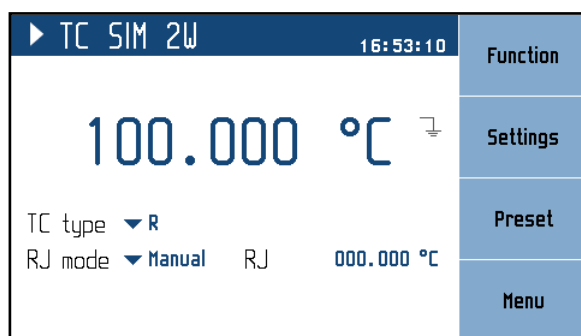 TC SIM 2W 16:53:10
Function
100.000 °C
Settings
TC type R
Preset
RJ mode Manual RJ 000.000 °C
Menu